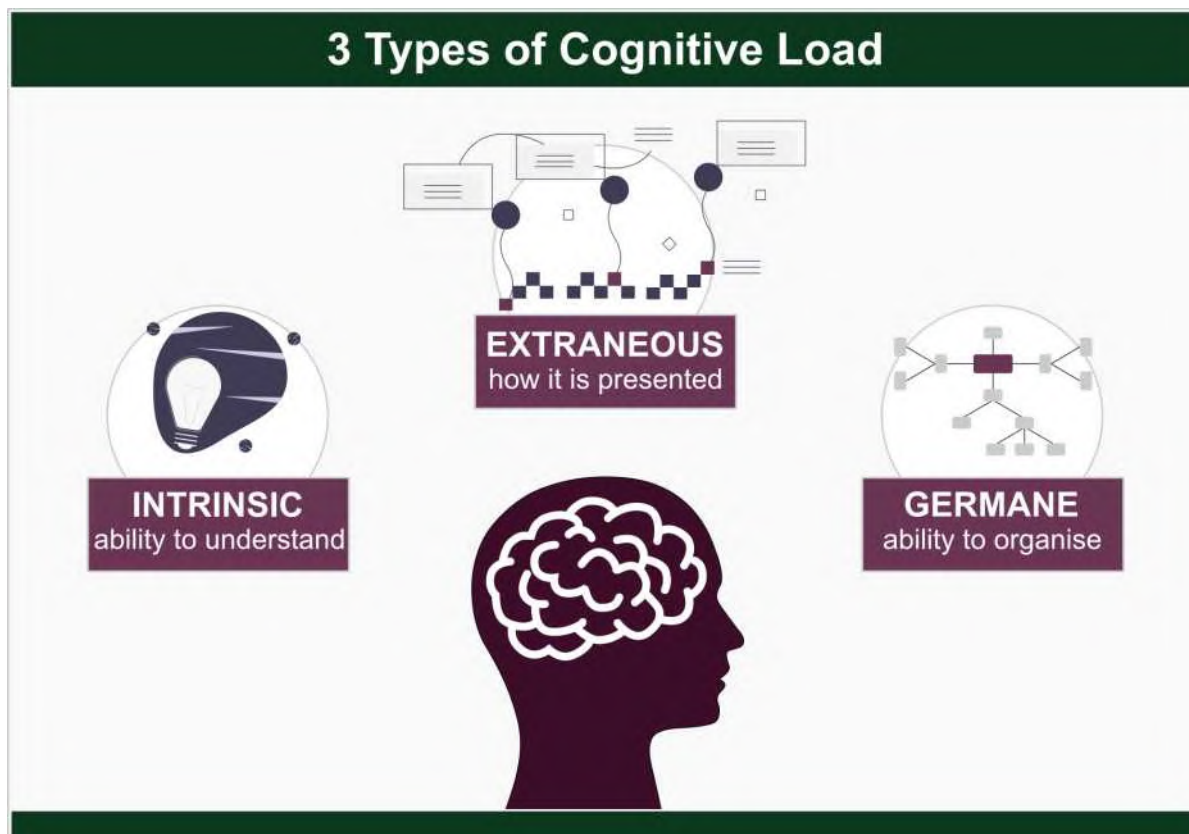 3 Types of Cognitive Load
EXTRANEOUS
how it is presented
INTRINSIC
ability to understand
GERMANE
ability to organise